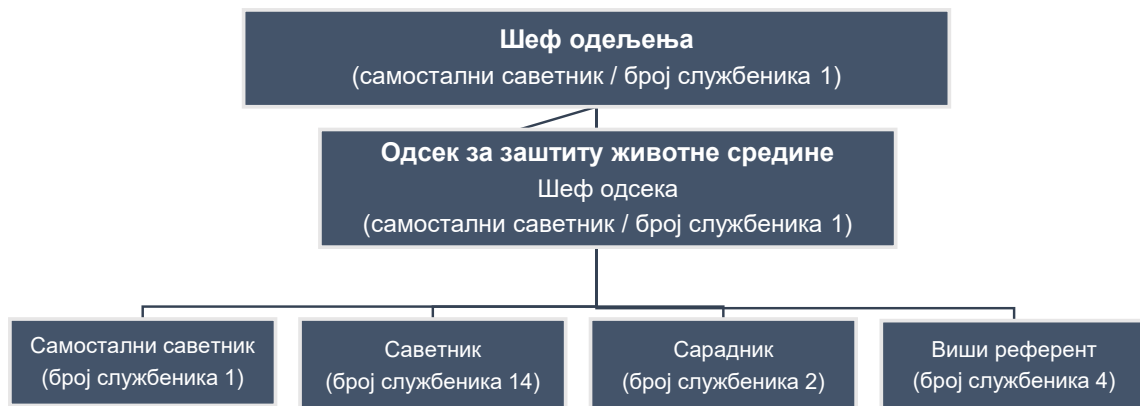 Шеф одељења
(самостални саветник / број службеника 1)
Одсек за заштиту животне средине
Шеф одсека
(самостални саветник / број службеника 1)
Самостални саветник
(број службеника 1)
Саветник
(број службеника 14)
Сарадник
(број службеника 2)
Виши референт
(број службеника 4)